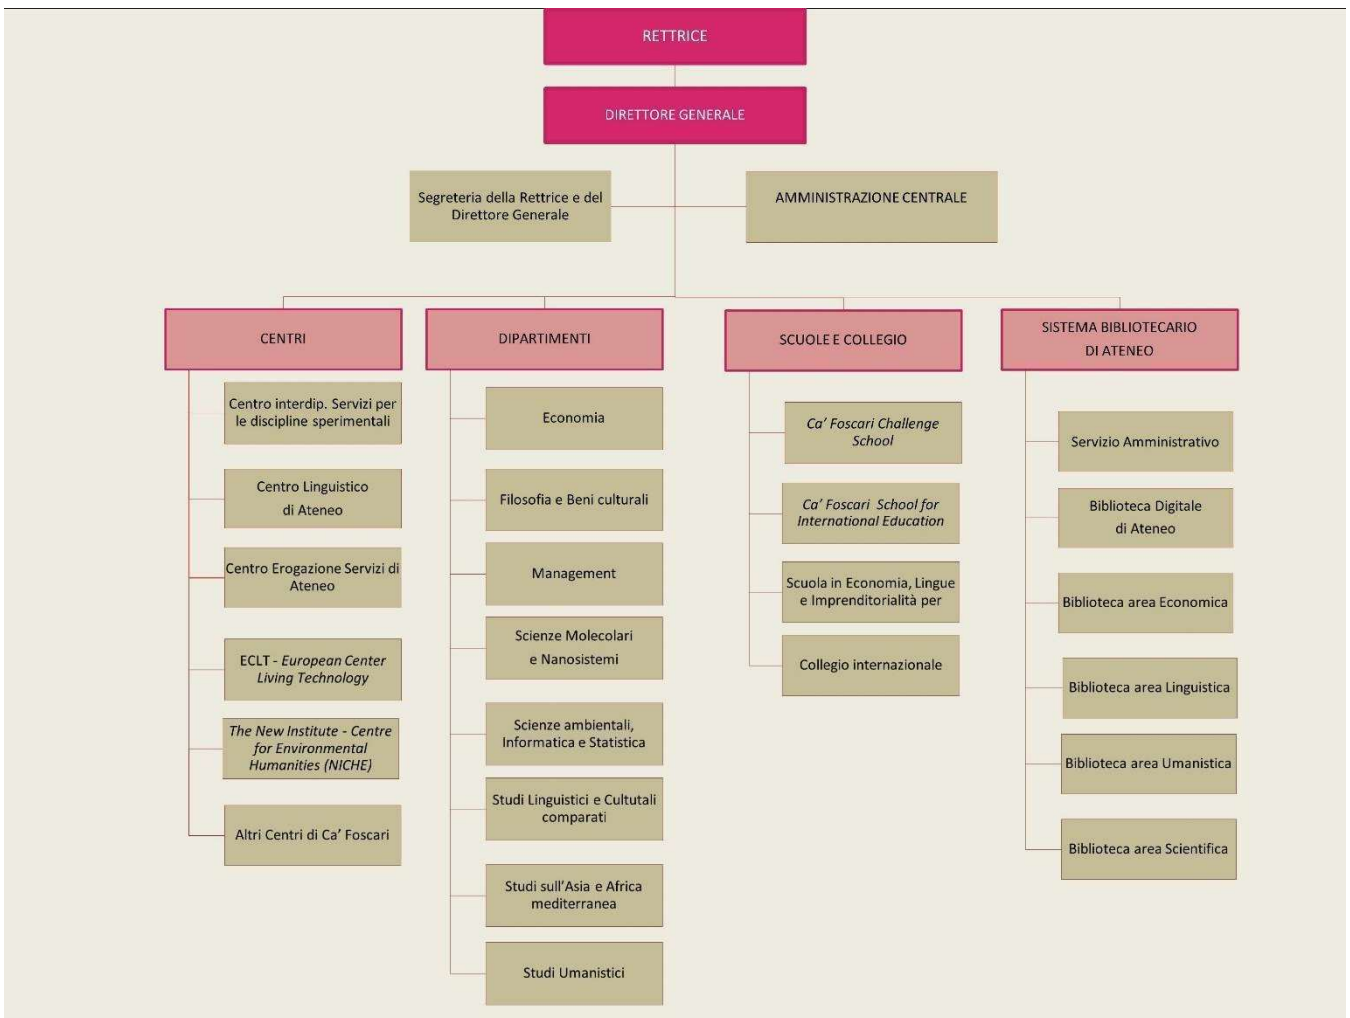 RETTRICE
DIRETTORE GENERALE
Segreteria della Rettrice e del
Direttore Generale
AMMINISTRAZIONE CENTRALE
CENTRI
Centro interdip. Servizi per
le discipline sperimentali
Centro Linguistico
di Ateneo
Centro Erogazione Servizi di
Ateneo
ECLT - European Center
Living Technology
The New Institute - Centre
for Environmental
Humanities (NICHE)
Altri Centri di Ca' Foscari
DIPARTIMENTI
Economia
Filosofia e Beni culturali
Management
Scienze Molecolari
e Nanosistemi
Scienze ambientali,
Informatica e Statistica
Studi Linguistici e Cultutali
comparati
Studi sull'Asia e Africa
mediterranea
Studi Umanistici
SCUOLE E COLLEGIO
Ca' Foscari Challenge
School
Ca' Foscari School for
International Education
Scuola in Economia, Lingue
e Imprenditorialità per
Collegio internazionale
SISTEMA BIBLIOTECARIO
DI ATENEO
Servizio Amministrativo
Biblioteca Digitale
di Ateneo
Biblioteca area Economica
Biblioteca area Linguistica
Biblioteca area Umanistica
Biblioteca area Scientifica